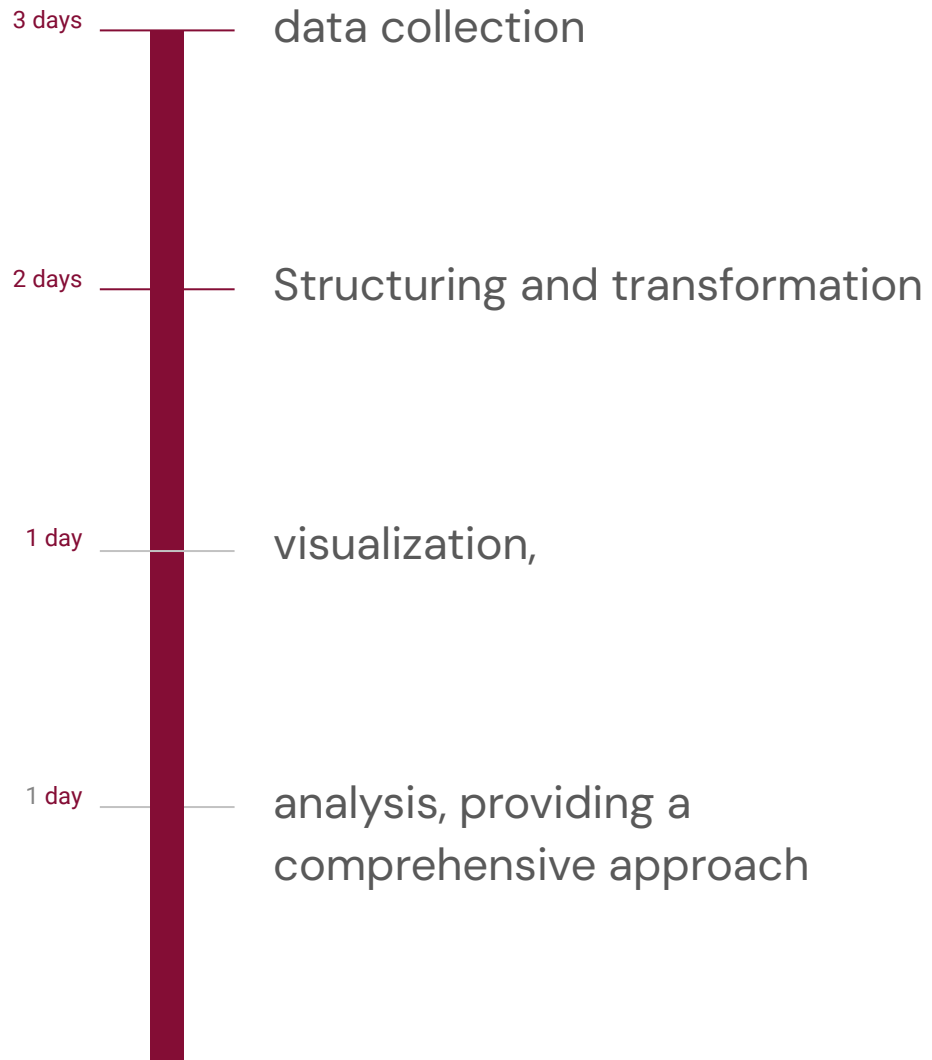 3 days data collection
2 days Structuring and transformation
1 day visualization,
1 day analysis, providing a
comprehensive approach